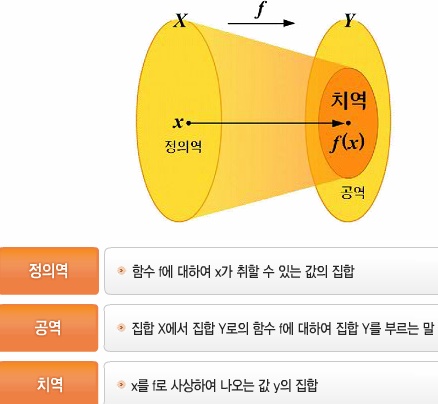 f
X
Y
치역
x
f(x)
정의역
공역
정의역
함수 f에 대하여 x가 취할 수 있는 값의 집합
공역
집합 X에서 집합 Y로의 함수 f에 대하여 집합 Y를 부르는 말
치역
x를 f로 사상하여 나오는 값 y의 집합